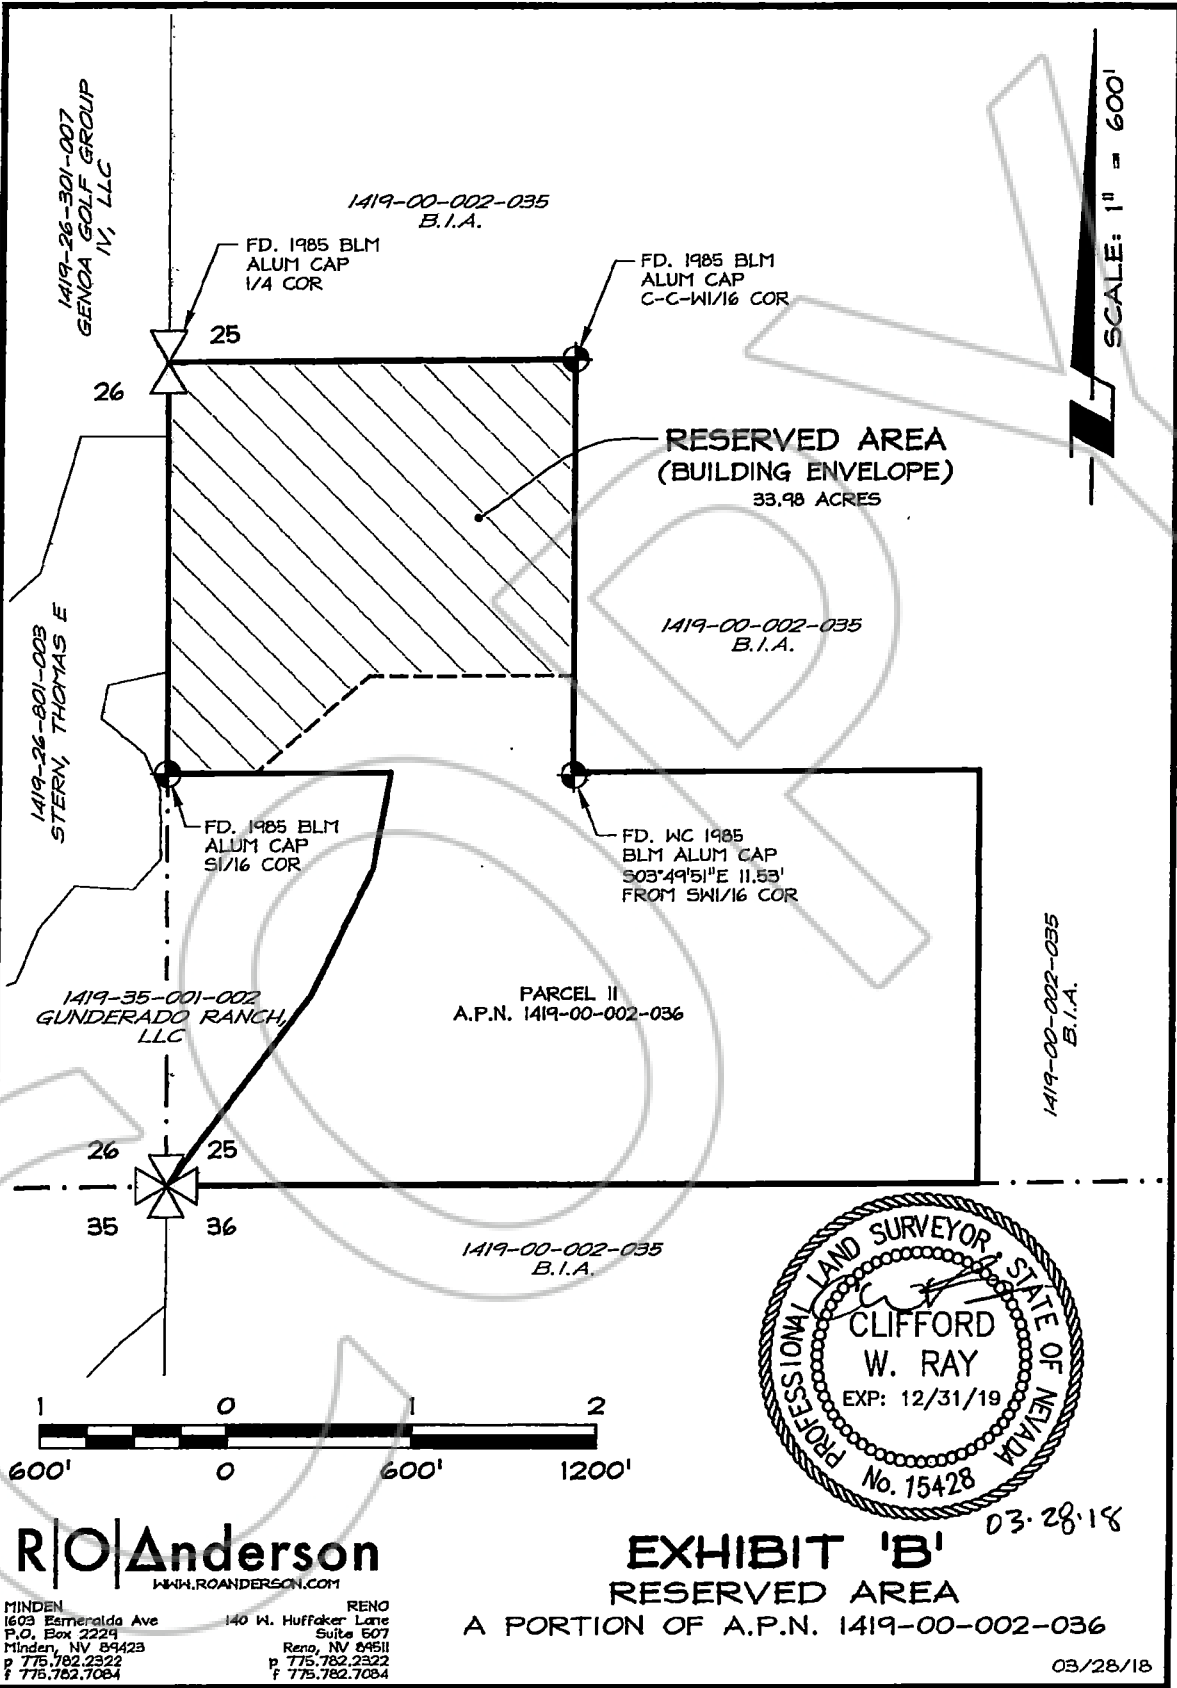 1419-26-301-007
GENOA GOLF GROUP
IV, LLC
1419-00-002-035
B.I.A.
SCALE: 1" = 600'
FD. 1985 BLM
ALUM CAP
1/4 COR
FD. 1985 BLM
ALUM CAP
C-C-W1/16 COR
25
26
RESERVED AREA
(BUILDING ENVELOPE)
33.98 ACRES
1419-00-002-035
B.I.A.
1419-26-801-003
STERN, THOMAS E
FD. 1985 BLM
ALUM CAP
S1/16 COR
FD. WC 1985
BLM ALUM CAP
S03°49'51"E 11.53'
FROM SW1/16 COR
1419-35-001-002
GUNDERADO RANCH,
LLC
PARCEL II
A.P.N. 1419-00-002-036
1419-00-002-035
B.I.A.
26 25
35 36
1419-00-002-035
B.I.A.
PROFESSIONAL LAND SURVEYOR · STATE OF NEVADA
CLIFFORD
W. RAY
EXP: 12/31/19
No. 15428
03.28.18
1 0 1 2
600' 0 600' 1200'
RO Anderson
WWW.ROANDERSON.COM
MINDEN
1603 Esmeralda Ave
P.O. Box 2229
Minden, NV 89423
p 775.782.2322
f 775.782.7084
RENO
140 W. Huffaker Lane
Suite 507
Reno, NV 89511
p 775.782.2322
f 775.782.7084
EXHIBIT 'B'
RESERVED AREA
A PORTION OF A.P.N. 1419-00-002-036
03/28/18
COPY